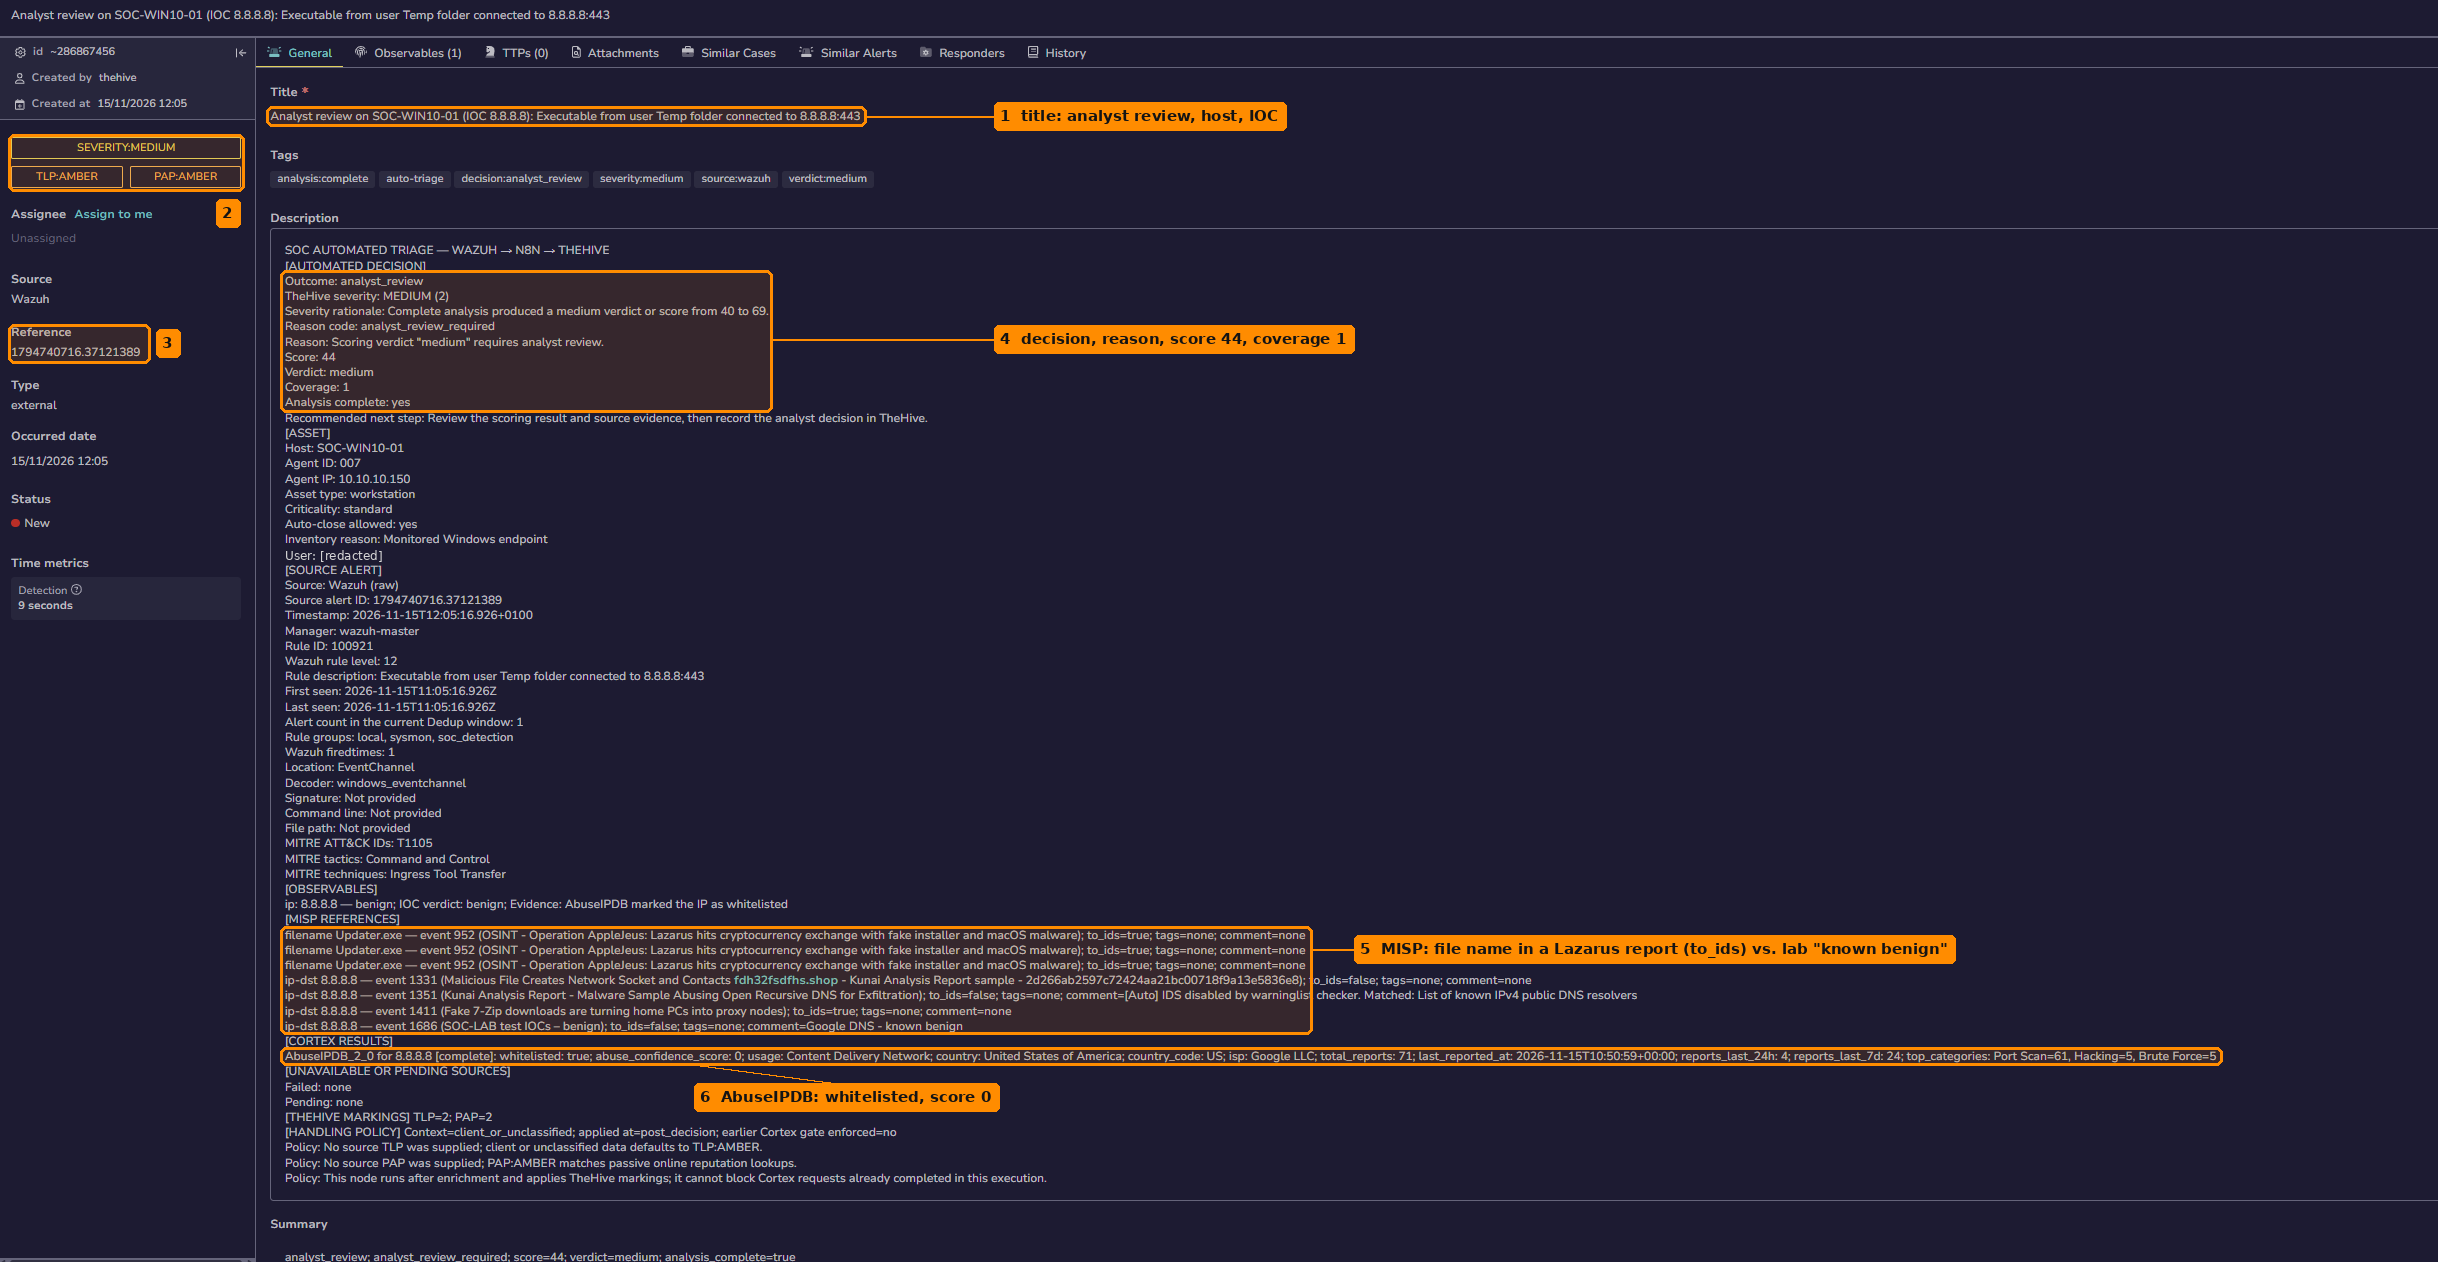 Analyst review on SOC-WIN10-01 (IOC 8.8.8.8): Executable from user Temp folder connected to 8.8.8.8:443
id ~286867456
Created by thehive
Created at 15/11/2026 12:05
SEVERITY:MEDIUM
TLP:AMBER PAP:AMBER
Assignee Assign to me
2
Unassigned
Source
Wazuh
Reference
1794740716.37121389
3
Type
external
Occurred date
15/11/2026 12:05
Status
New
Time metrics
Detection
9 seconds
General Observables (1) TTPs (0) Attachments Similar Cases Similar Alerts Responders History
Title *
Analyst review on SOC-WIN10-01 (IOC 8.8.8.8): Executable from user Temp folder connected to 8.8.8.8:443
1 title: analyst review, host, IOC
Tags
analysis:complete auto-triage decision:analyst_review severity:medium source:wazuh verdict:medium
Description
SOC AUTOMATED TRIAGE — WAZUH → N8N → THEHIVE
[AUTOMATED DECISION]
Outcome: analyst_review
TheHive severity: MEDIUM (2)
Severity rationale: Complete analysis produced a medium verdict or score from 40 to 69.
Reason code: analyst_review_required
Reason: Scoring verdict "medium" requires analyst review.
Score: 44
Verdict: medium
Coverage: 1
Analysis complete: yes
4 decision, reason, score 44, coverage 1
Recommended next step: Review the scoring result and source evidence, then record the analyst decision in TheHive.
[ASSET]
Host: SOC-WIN10-01
Agent ID: 007
Agent IP: 10.10.10.150
Asset type: workstation
Criticality: standard
Auto-close allowed: yes
Inventory reason: Monitored Windows endpoint
User: [redacted]
[SOURCE ALERT]
Source: Wazuh (raw)
Source alert ID: 1794740716.37121389
Timestamp: 2026-11-15T12:05:16.926+0100
Manager: wazuh-master
Rule ID: 100921
Wazuh rule level: 12
Rule description: Executable from user Temp folder connected to 8.8.8.8:443
First seen: 2026-11-15T11:05:16.926Z
Last seen: 2026-11-15T11:05:16.926Z
Alert count in the current Dedup window: 1
Rule groups: local, sysmon, soc_detection
Wazuh firedtimes: 1
Location: EventChannel
Decoder: windows_eventchannel
Signature: Not provided
Command line: Not provided
File path: Not provided
MITRE ATT&CK IDs: T1105
MITRE tactics: Command and Control
MITRE techniques: Ingress Tool Transfer
[OBSERVABLES]
ip: 8.8.8.8 — benign; IOC verdict: benign; Evidence: AbuseIPDB marked the IP as whitelisted
[MISP REFERENCES]
filename Updater.exe — event 952 (OSINT - Operation AppleJeus: Lazarus hits cryptocurrency exchange with fake installer and macOS malware); to_ids=true; tags=none; comment=none
filename Updater.exe — event 952 (OSINT - Operation AppleJeus: Lazarus hits cryptocurrency exchange with fake installer and macOS malware); to_ids=true; tags=none; comment=none
filename Updater.exe — event 952 (OSINT - Operation AppleJeus: Lazarus hits cryptocurrency exchange with fake installer and macOS malware); to_ids=true; tags=none; comment=none
ip-dst 8.8.8.8 — event 1331 (Malicious File Creates Network Socket and Contacts fdh32fsdfhs.shop - Kunai Analysis Report sample - 2d266ab2597c72424aa21bc00718f9a13e5836e8); to_ids=false; tags=none; comment=none
ip-dst 8.8.8.8 — event 1351 (Kunai Analysis Report - Malware Sample Abusing Open Recursive DNS for Exfiltration); to_ids=false; tags=none; comment=[Auto] IDS disabled by warninglist checker. Matched: List of known IPv4 public DNS resolvers
ip-dst 8.8.8.8 — event 1411 (Fake 7-Zip downloads are turning home PCs into proxy nodes); to_ids=true; tags=none; comment=none
ip-dst 8.8.8.8 — event 1686 (SOC-LAB test IOCs – benign); to_ids=false; tags=none; comment=Google DNS - known benign
5 MISP: file name in a Lazarus report (to_ids) vs. lab "known benign"
[CORTEX RESULTS]
AbuseIPDB_2_0 for 8.8.8.8 [complete]: whitelisted: true; abuse_confidence_score: 0; usage: Content Delivery Network; country: United States of America; country_code: US; isp: Google LLC; total_reports: 71; last_reported_at: 2026-11-15T10:50:59+00:00; reports_last_24h: 4; reports_last_7d: 24; top_categories: Port Scan=61, Hacking=5, Brute Force=5
[UNAVAILABLE OR PENDING SOURCES]
Failed: none
Pending: none
6 AbuseIPDB: whitelisted, score 0
[THEHIVE MARKINGS] TLP=2; PAP=2
[HANDLING POLICY] Context=client_or_unclassified; applied at=post_decision; earlier Cortex gate enforced=no
Policy: No source TLP was supplied; client or unclassified data defaults to TLP:AMBER.
Policy: No source PAP was supplied; PAP:AMBER matches passive online reputation lookups.
Policy: This node runs after enrichment and applies TheHive markings; it cannot block Cortex requests already completed in this execution.
Summary
analyst_review; analyst_review_required; score=44; verdict=medium; analysis_complete=true